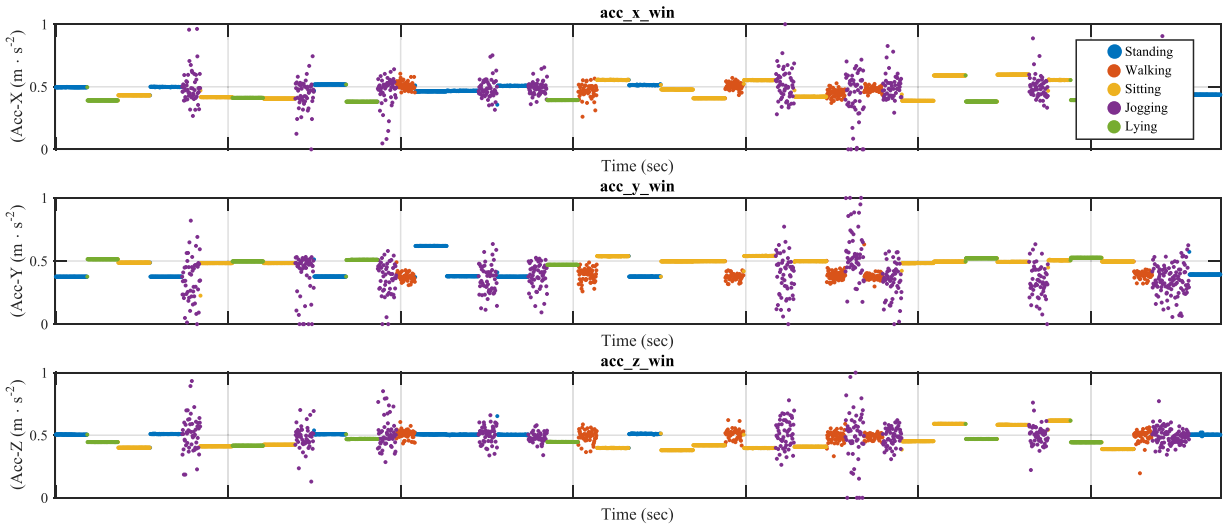 acc_x_win
1
0.5
0
(Acc-X (m · s⁻²)
Time (sec)
Standing
Walking
Sitting
Jogging
Lying
acc_y_win
1
0.5
0
(Acc-Y (m · s⁻²)
Time (sec)
acc_z_win
1
0.5
0
(Acc-Z (m · s⁻²)
Time (sec)